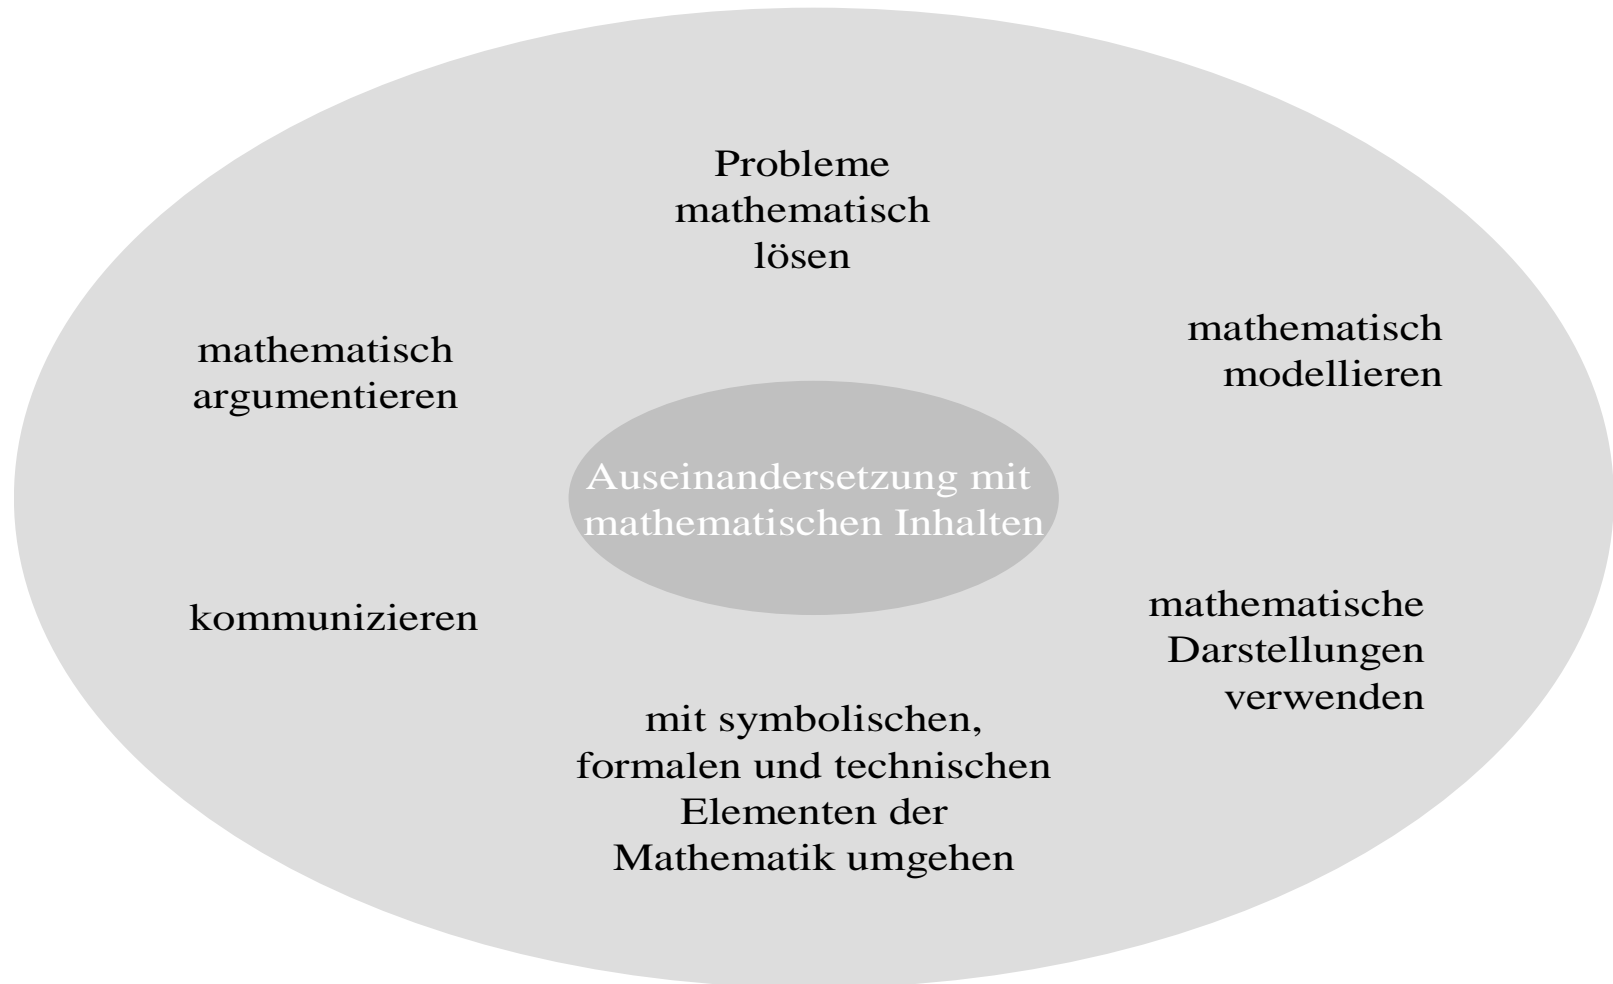 Probleme
mathematisch
lösen
mathematisch
argumentieren
mathematisch
modellieren
Auseinandersetzung mit
mathematischen Inhalten
kommunizieren
mathematische
Darstellungen
verwenden
mit symbolischen,
formalen und technischen
Elementen der
Mathematik umgehen